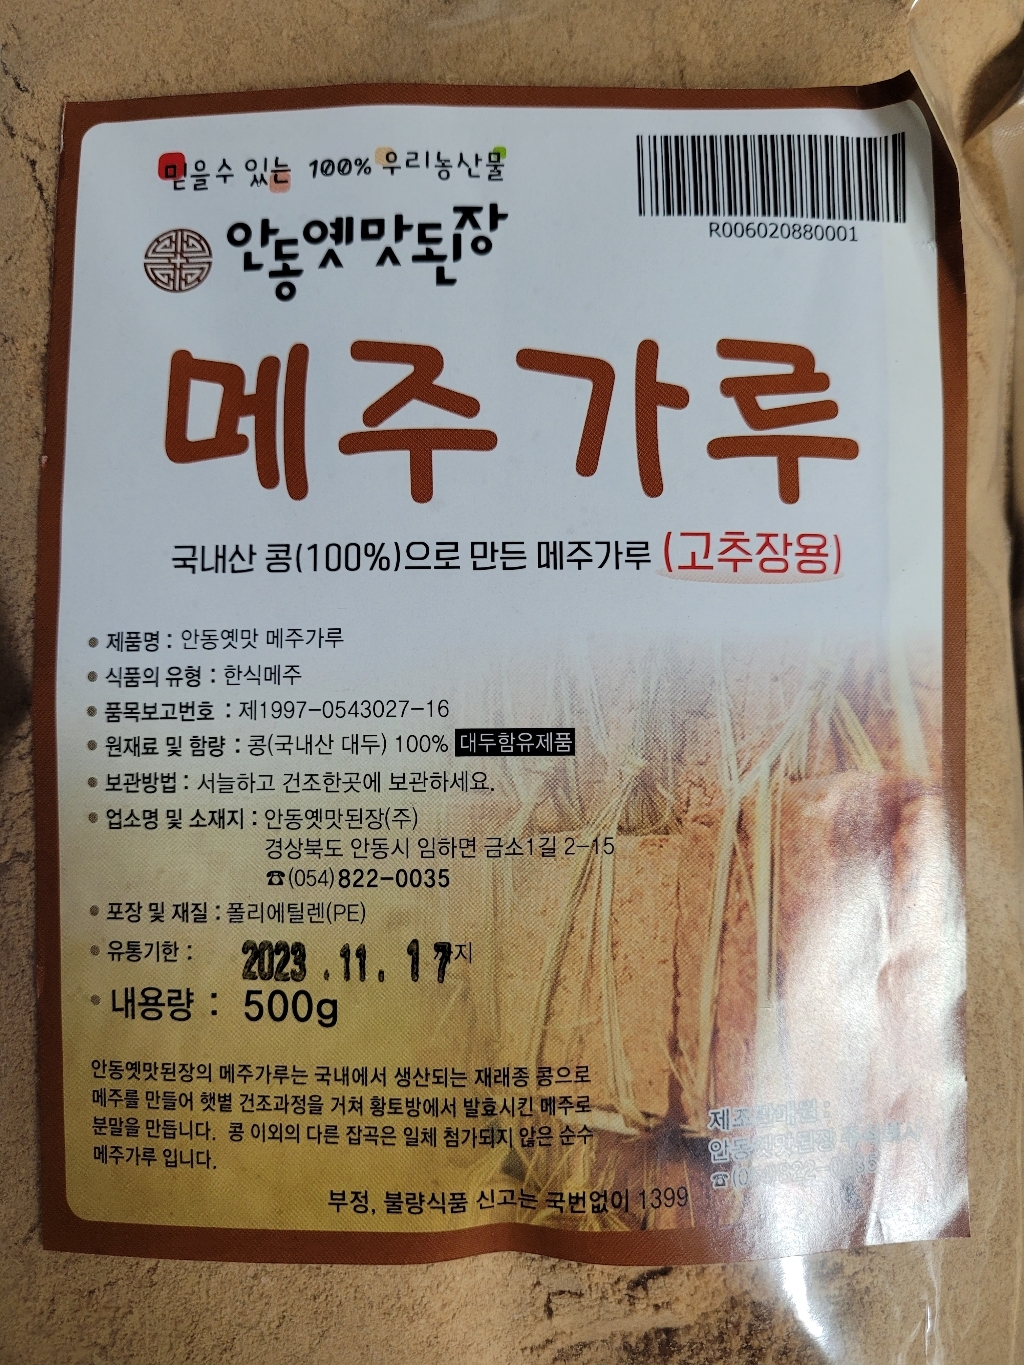 믿을수 있는 100% 우리농산물
안동옛맛된장
R006020880001
메주가루
국내산 콩(100%)으로 만든 메주가루 (고추장용)
제품명 : 안동옛맛 메주가루
식품의 유형 : 한식메주
품목보고번호 : 제1997-0543027-16
원재료 및 함량 : 콩(국내산 대두) 100% 대두함유제품
보관방법 : 서늘하고 건조한곳에 보관하세요.
업소명 및 소재지 : 안동옛맛된장(주)
경상북도 안동시 임하면 금소1길 2-15
☎(054)822-0035
포장 및 재질 : 폴리에틸렌(PE)
유통기한 : 2023.11.17 지
내용량 : 500g
안동옛맛된장의 메주가루는 국내에서 생산되는 재래종 콩으로
메주를 만들어 햇볕 건조과정을 거쳐 황토방에서 발효시킨 메주로
분말을 만듭니다. 콩 이외의 다른 잡곡은 일체 첨가되지 않은 순수
메주가루 입니다.
부정, 불량식품 신고는 국번없이 1399